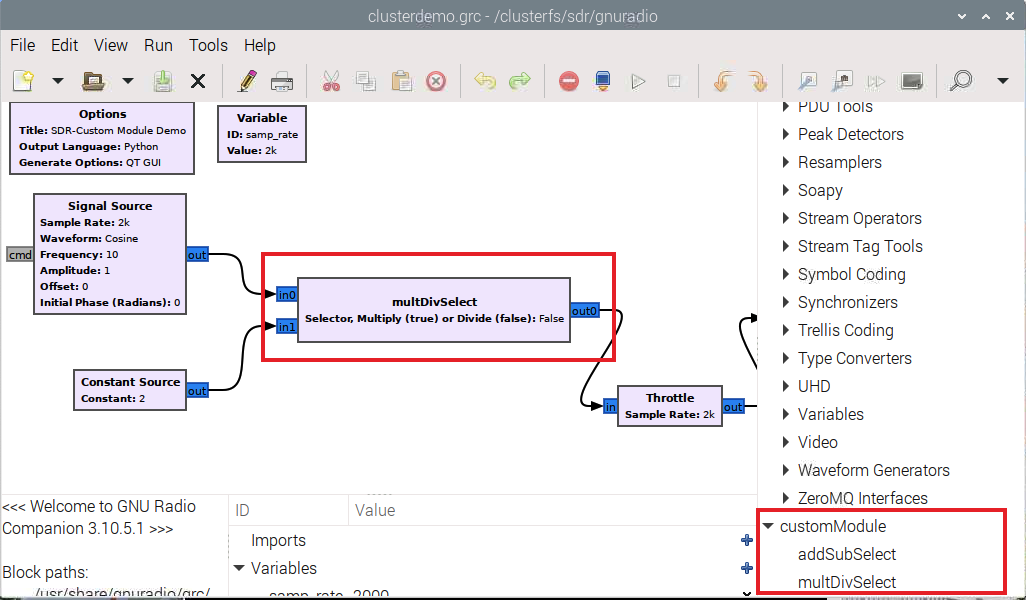 clusterdemo.grc - /clusterfs/sdr/gnuradio
File Edit View Run Tools Help
Options
Title: SDR-Custom Module Demo
Output Language: Python
Generate Options: QT GUI
Variable
ID: samp_rate
Value: 2k
Signal Source
Sample Rate: 2k
Waveform: Cosine
Frequency: 10
Amplitude: 1
Offset: 0
Initial Phase (Radians): 0
cmd
out
in0
in1
multDivSelect
Selector, Multiply (true) or Divide (false): False
out0
Constant Source
Constant: 2
out
in
Throttle
Sample Rate: 2k
out
PDU Tools
Peak Detectors
Resamplers
Soapy
Stream Operators
Stream Tag Tools
Symbol Coding
Synchronizers
Trellis Coding
Type Converters
UHD
Variables
Video
Waveform Generators
ZeroMQ Interfaces
customModule
addSubSelect
multDivSelect
<<< Welcome to GNU Radio
Companion 3.10.5.1 >>>
Block paths:
/usr/share/gnuradio/grc/
ID Value
Imports
Variables
samp_rate 2000